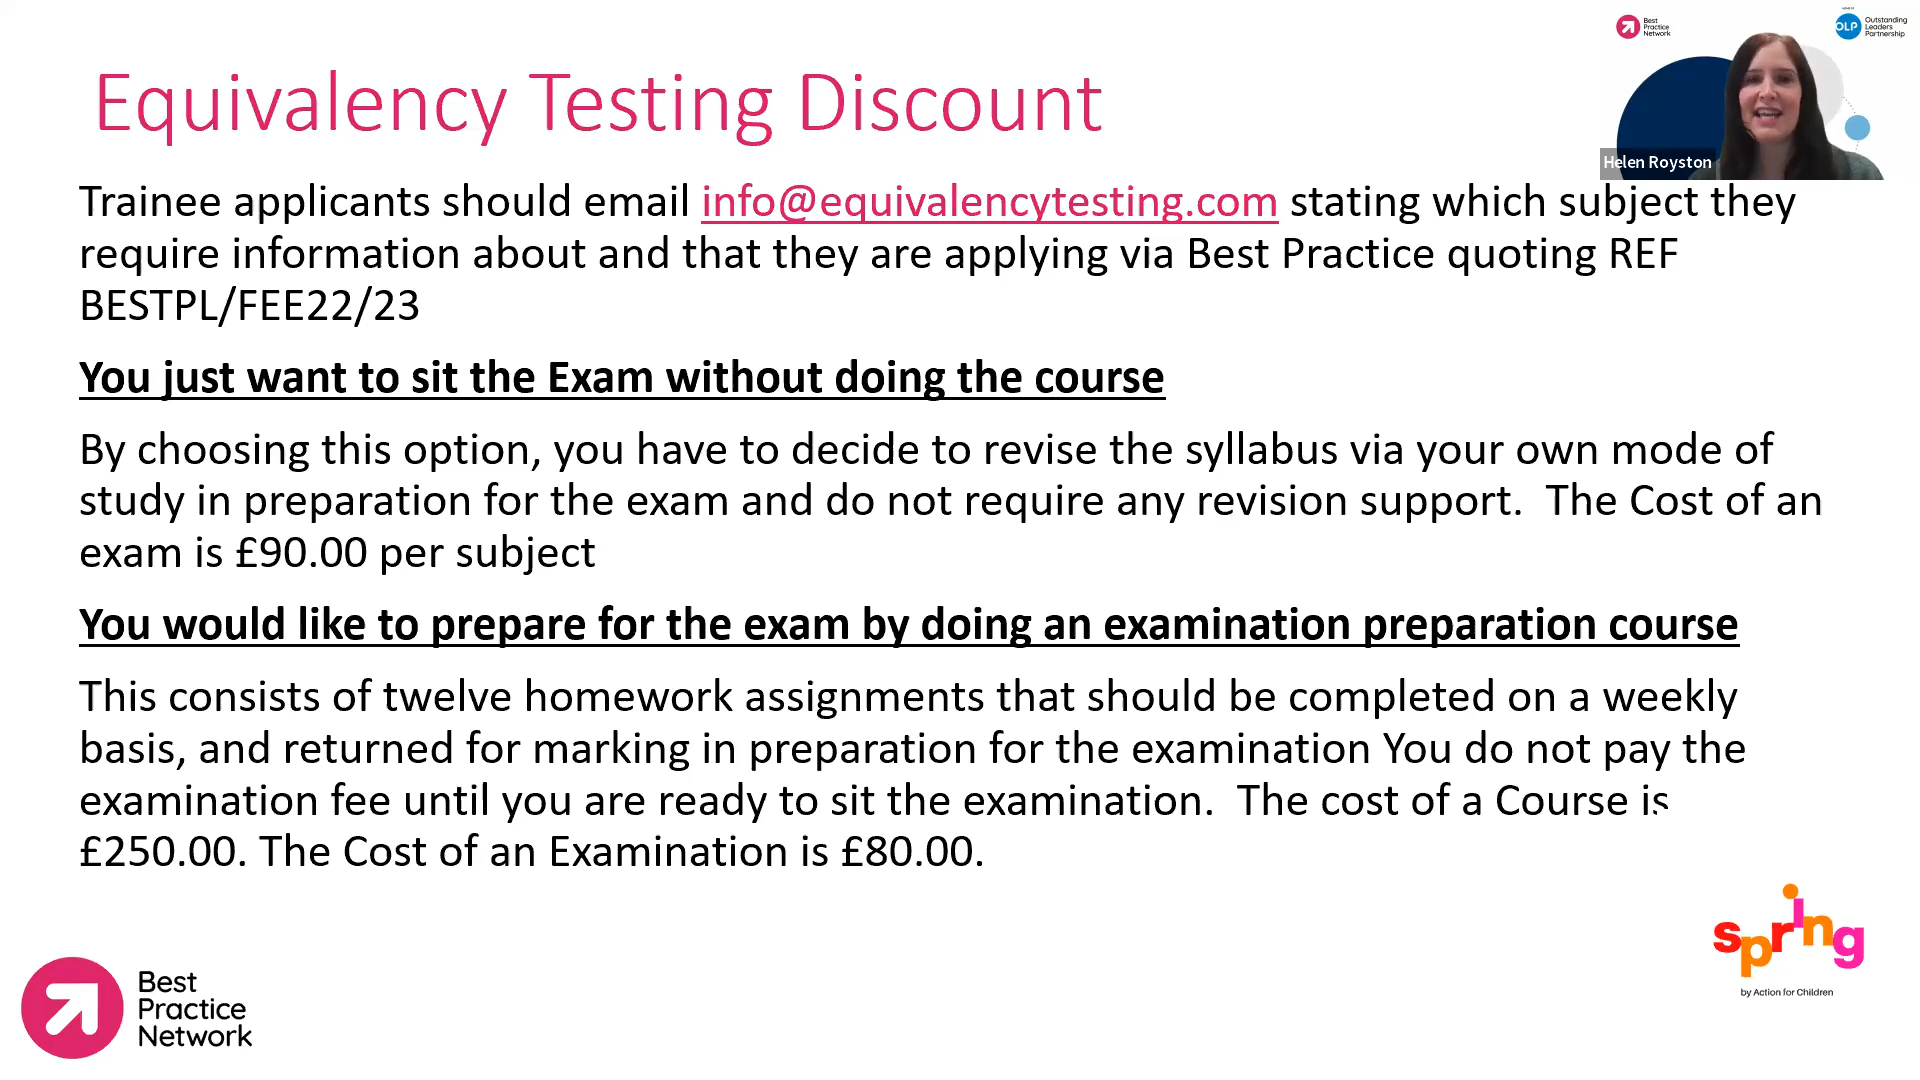 Equivalency Testing Discount
Best
Practice
Network
OLP
Outstanding
Leaders
Partnership
Helen Royston
Trainee applicants should email info@equivalencytesting.com stating which subject they
require information about and that they are applying via Best Practice quoting REF
BESTPL/FEE22/23
You just want to sit the Exam without doing the course
By choosing this option, you have to decide to revise the syllabus via your own mode of
study in preparation for the exam and do not require any revision support.  The Cost of an
exam is £90.00 per subject
You would like to prepare for the exam by doing an examination preparation course
This consists of twelve homework assignments that should be completed on a weekly
basis, and returned for marking in preparation for the examination You do not pay the
examination fee until you are ready to sit the examination.  The cost of a Course is
£250.00. The Cost of an Examination is £80.00.
spring
by Action for Children
Best
Practice
Network